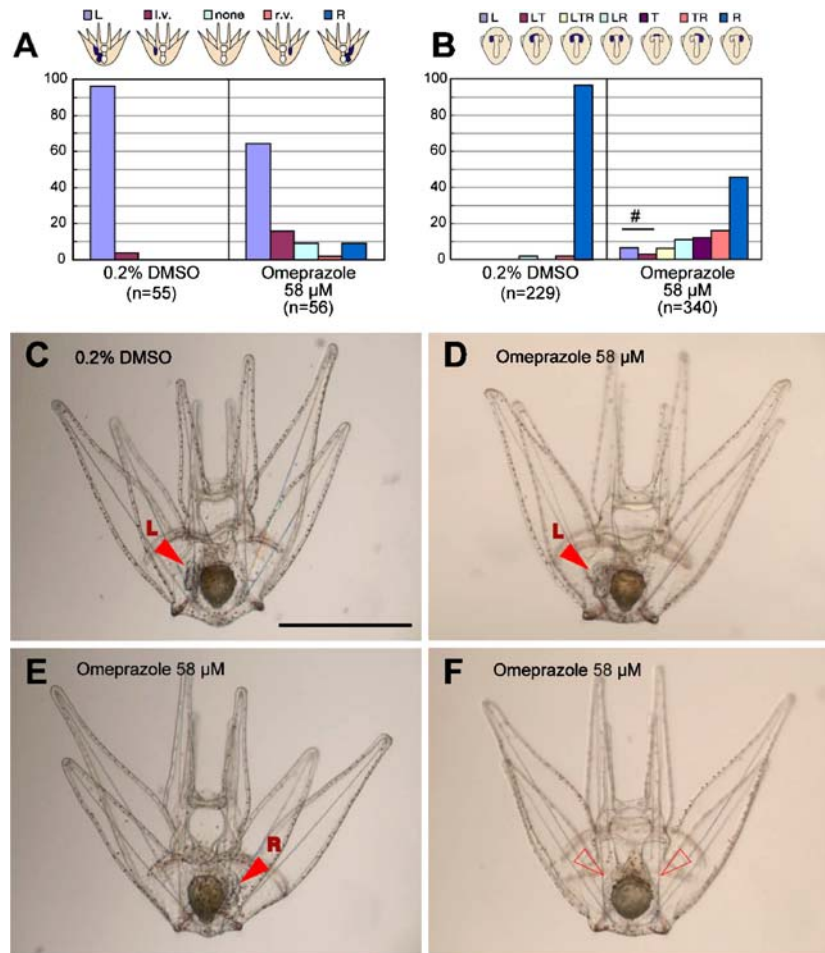 A
L l.v. none r.v. R
100
80
60
40
20
0
0.2% DMSO
(n=55)
Omeprazole
58 µM
(n=56)
B
L LT LTR LR T TR R
100
80
60
40
20
0
#
0.2% DMSO
(n=229)
Omeprazole
58 µM
(n=340)
C 0.2% DMSO
L
D Omeprazole 58 µM
L
E Omeprazole 58 µM
R
F Omeprazole 58 µM